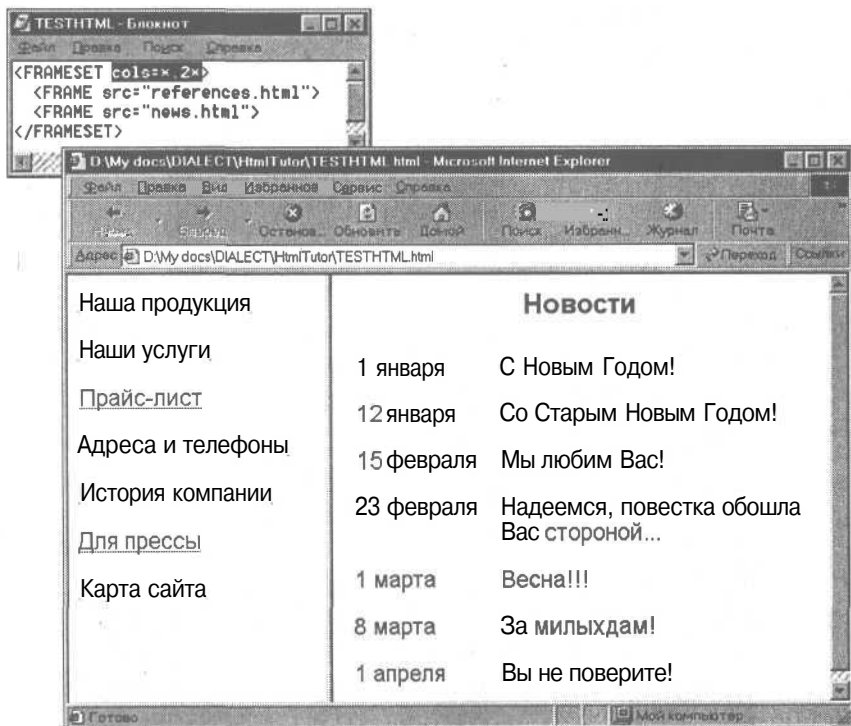 TESTHTML - Блокнот
Файл Правка Поиск Справка
<FRAMESET cols=*,2*>
<FRAME src="references.html">
<FRAME src="news.html">
</FRAMESET>
D:\My docs\DIALECT\HtmlTutor\TESTHTML.html - Microsoft Internet Explorer
Файл Правка Вид Избранное Сервис Справка
Назад Вперед Останов... Обновить Домой Поиск Избранн... Журнал Почта
Адрес D:\My docs\DIALECT\HtmlTutor\TESTHTML.html Переход Ссылки
Наша продукция
Наши услуги
Прайс-лист
Адреса и телефоны
История компании
Для прессы
Карта сайта
Новости
1 января С Новым Годом!
12 января Со Старым Новым Годом!
15 февраля Мы любим Вас!
23 февраля Надеемся, повестка обошла
Вас стороной...
1 марта Весна!!!
8 марта За милыхдам!
1 апреля Вы не поверите!
Готово Мой компьютер